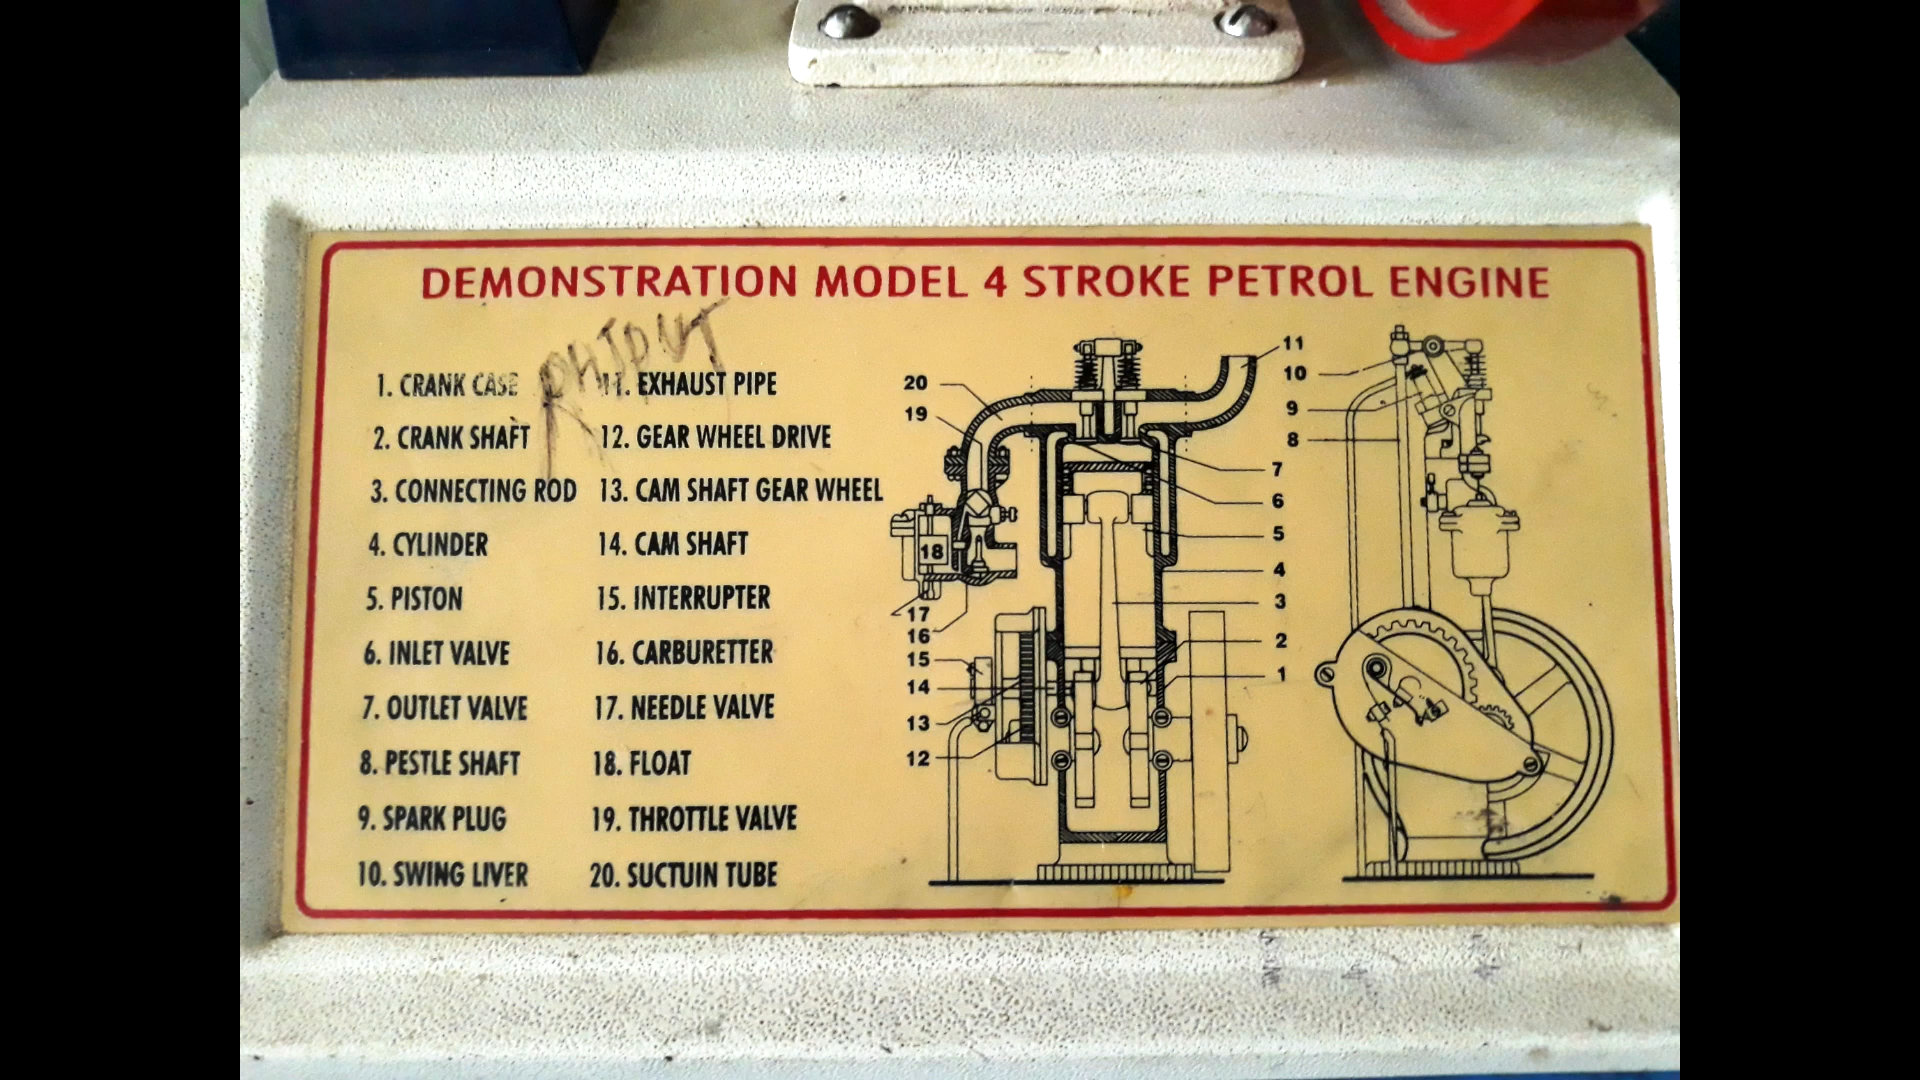 DEMONSTRATION MODEL 4 STROKE PETROL ENGINE
1. CRANK CASE
2. CRANK SHAFT
3. CONNECTING ROD
4. CYLINDER
5. PISTON
6. INLET VALVE
7. OUTLET VALVE
8. PESTLE SHAFT
9. SPARK PLUG
10. SWING LIVER
11. EXHAUST PIPE
12. GEAR WHEEL DRIVE
13. CAM SHAFT GEAR WHEEL
14. CAM SHAFT
15. INTERRUPTER
16. CARBURETTER
17. NEEDLE VALVE
18. FLOAT
19. THROTTLE VALVE
20. SUCTUIN TUBE
20
19
18
17
16
15
14
13
12
11
7
6
5
4
3
2
1
10
9
8